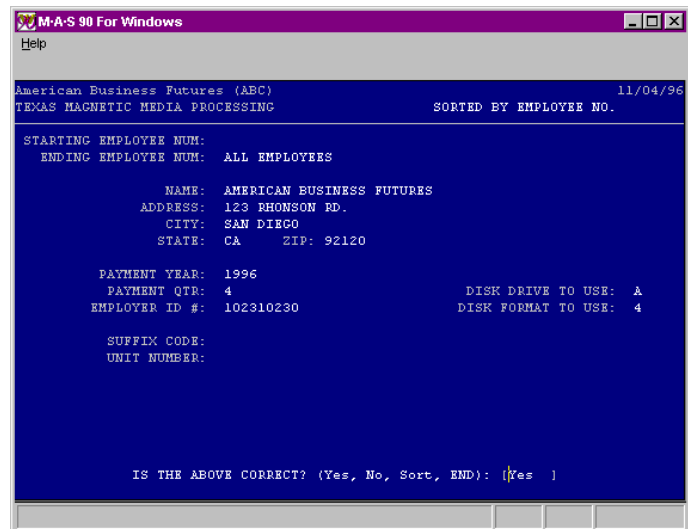 M·A·S 90 For Windows
Help
American Business Futures (ABC) 11/04/96
TEXAS MAGNETIC MEDIA PROCESSING SORTED BY EMPLOYEE NO.
STARTING EMPLOYEE NUM:
ENDING EMPLOYEE NUM: ALL EMPLOYEES
NAME: AMERICAN BUSINESS FUTURES
ADDRESS: 123 RHONSON RD.
CITY: SAN DIEGO
STATE: CA ZIP: 92120
PAYMENT YEAR: 1996
PAYMENT QTR: 4 DISK DRIVE TO USE: A
EMPLOYER ID #: 102310230 DISK FORMAT TO USE: 4
SUFFIX CODE:
UNIT NUMBER:
IS THE ABOVE CORRECT? (Yes, No, Sort, END): [Yes ]